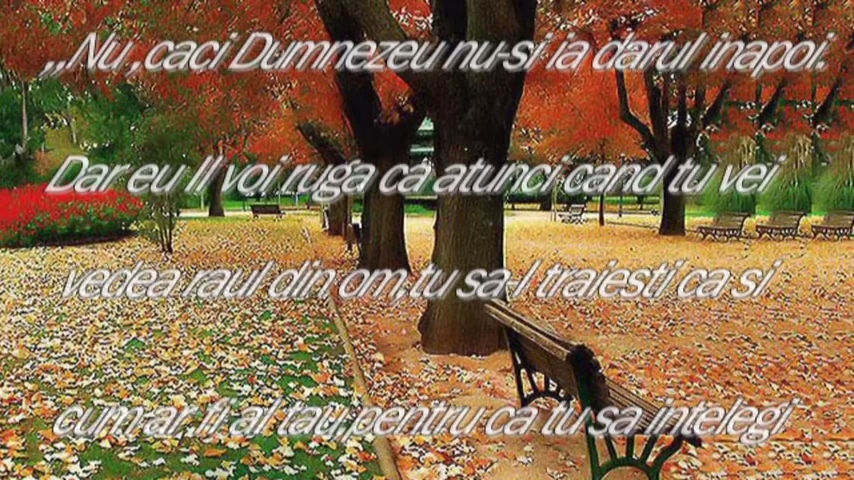 ,,Nu,caci Dumnezeu nu-si ia darul inapoi.
Dar eu Il voi ruga ca atunci cand tu vei
vedea raul din om,tu sa-l traiesti ca si
cum ar fi al tau,pentru ca tu sa intelegi